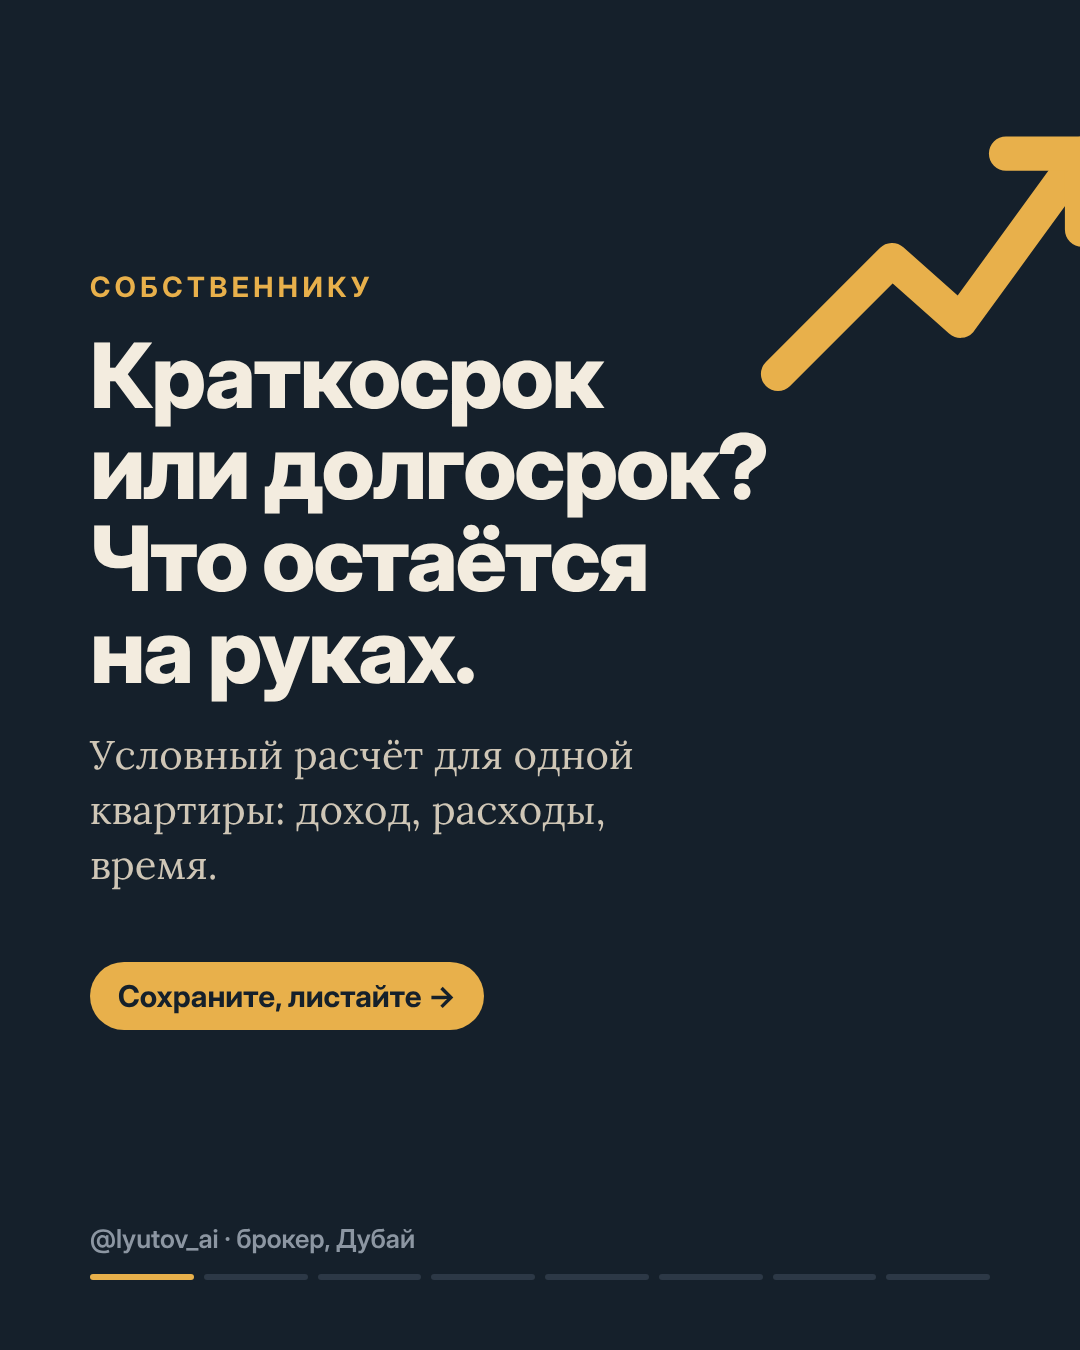 СОБСТВЕННИКУ
Краткосрок
или долгосрок?
Что остаётся
на руках.
Условный расчёт для одной
квартиры: доход, расходы,
время.
Сохраните, листайте →
@lyutov_ai · брокер, Дубай